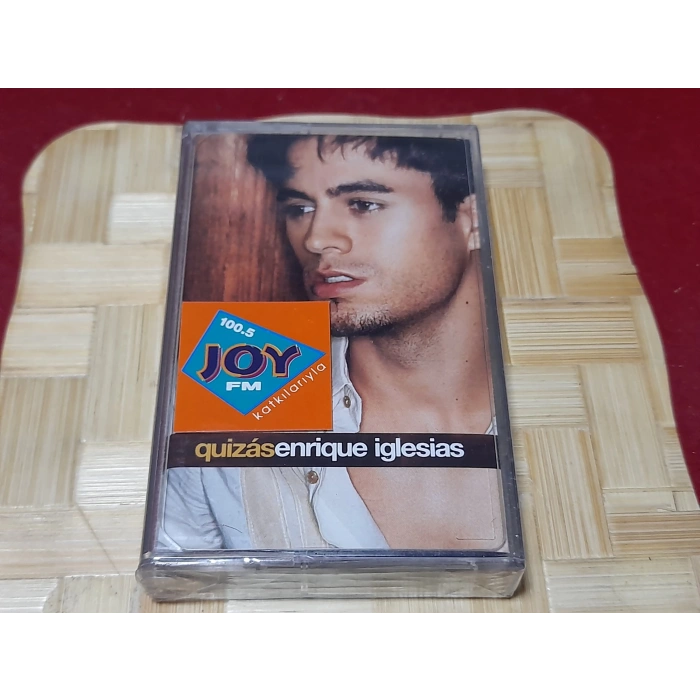 100.5
JOY
FM
katkılarıyla
quizásenrique iglesias